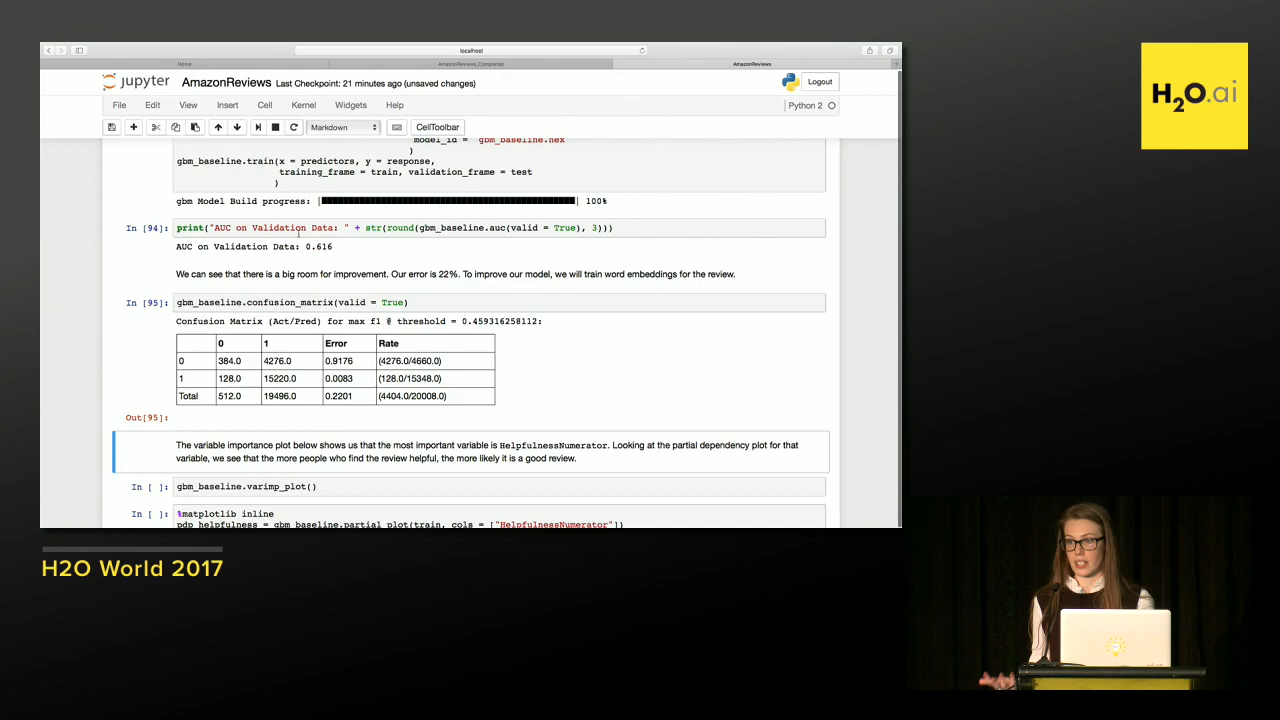 localhost
Home
AmazonReviews_Completed
AmazonReviews
H2O.ai
jupyter AmazonReviews Last Checkpoint: 21 minutes ago (unsaved changes)
Logout
File Edit View Insert Cell Kernel Widgets Help
Python 2
Markdown
CellToolbar
model_id = "gbm_baseline.hex"
)
gbm_baseline.train(x = predictors, y = response,
training_frame = train, validation_frame = test
)
gbm Model Build progress: | | 100%
In [94]: print("AUC on Validation Data: " + str(round(gbm_baseline.auc(valid = True), 3)))
AUC on Validation Data: 0.616
We can see that there is a big room for improvement. Our error is 22%. To improve our model, we will train word embeddings for the review.
In [95]: gbm_baseline.confusion_matrix(valid = True)
Confusion Matrix (Act/Pred) for max f1 @ threshold = 0.459316258112:
0 1 Error Rate
0 384.0 4276.0 0.9176 (4276.0/4660.0)
1 128.0 15220.0 0.0083 (128.0/15348.0)
Total 512.0 19496.0 0.2201 (4404.0/20008.0)
Out[95]:
The variable importance plot below shows us that the most important variable is HelpfulnessNumerator. Looking at the partial dependency plot for that
variable, we see that the more people who find the review helpful, the more likely it is a good review.
In [ ]: gbm_baseline.varimp_plot()
In [ ]: %matplotlib inline
pdp_helpfulness = gbm_baseline.partial_plot(train, cols = ["HelpfulnessNumerator"])
H2O World 2017